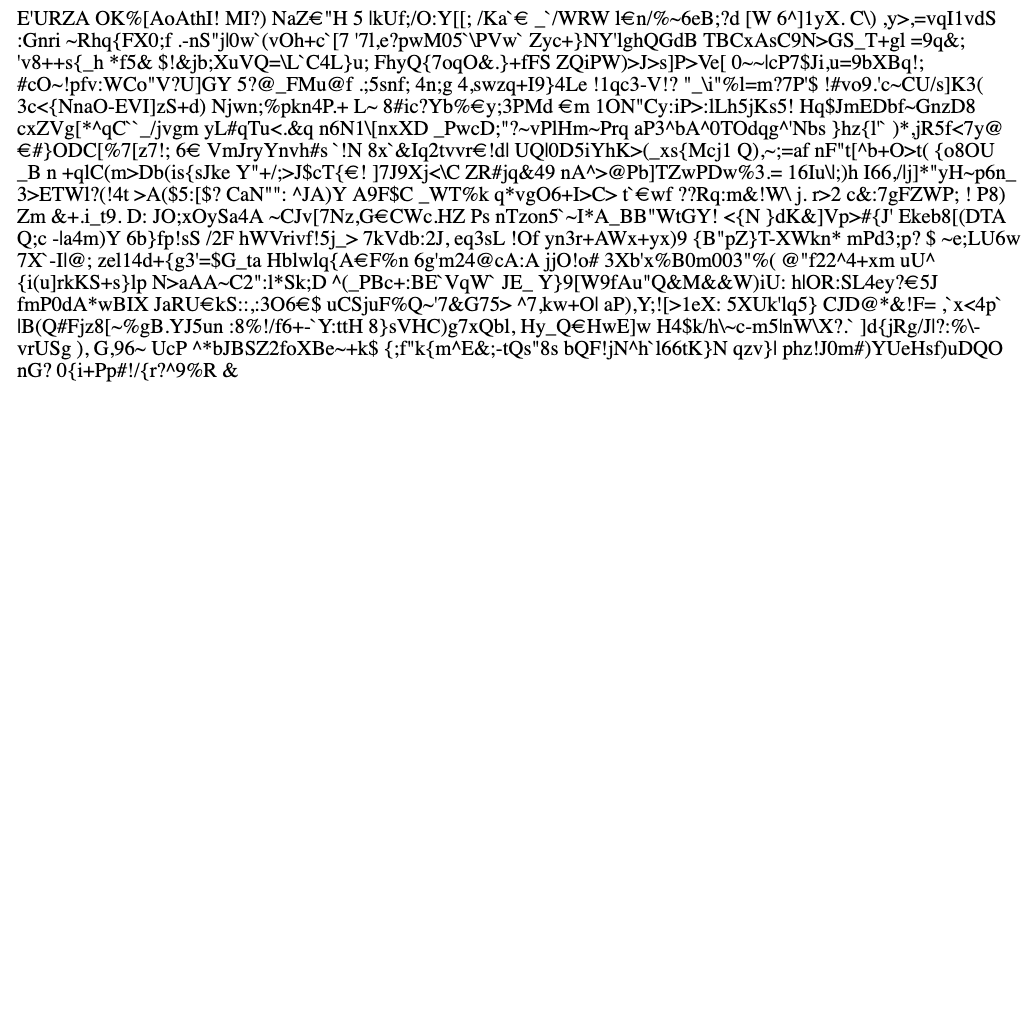 E'URZA OK%[AoAthI! MI?) NaZ€"H 5 |kUf;/O:Y[[; /Ka`€ _`/WRW l€n/%~6eB;?d [W 6^]1yX. C\) ,y>,=vqI1vdS
:Gnri ~Rhq{FX0;f .-nS"j|0w`(vOh+c`[7 '7l,e?pwM05`\PVw` Zyc+}NY'lghQGdB TBCxAsC9N>GS_T+gl =9q&;
'v8++s{_h *f5& $!&jb;XuVQ=\L`C4L}u; FhyQ{7oqO&.}+fFS ZQiPW)>J>s]P>Ve[ 0~~|cP7$Ji,u=9bXBq!;
#cO~!pfv:WCo"V?U]GY 5?@_FMu@f .;5snf; 4n;g 4,swzq+I9}4Le !1qc3-V!? "_\i"%l=m?7P'$ !#vo9.'c~CU/s]K3(
3c<{NnaO-EVI]zS+d) Njwn;%pkn4P.+ L~ 8#ic?Yb%€y;3PMd €m 1ON"Cy:iP>:lLh5jKs5! Hq$JmEDbf~GnzD8
cxZVg[*^qC``_/jvgm yL#qTu<.&q n6N1\[nxXD _PwcD;"?~vPlHm~Prq aP3^bA^0TOdqg^'Nbs }hz{l'` )*,jR5f<7y@
€#}ODC[%7[z7!; 6€ VmJryYnvh#s `!N 8x`&Iq2tvvr€!d| UQ|0D5iYhK>(_xs{Mcj1 Q),~;=af nF"t[^b+O>t( {o8OU
_B n +qlC(m>Db(is{sJke Y"+/;>J$cT{€! ]7J9Xj<\C ZR#jq&49 nA^>@Pb]TZwPDw%3.= 16Iu\|;)h I66,/|j]*"yH~p6n_
3>ETWl?(!4t >A($5:[$? CaN"": ^JA)Y A9F$C _WT%k q*vgO6+I>C> t`€wf ??Rq:m&!W\ j. r>2 c&:7gFZWP; ! P8)
Zm &+.i_t9. D: JO;xOySa4A ~CJv[7Nz,G€CWc.HZ Ps nTzon5`~I*A_BB"WtGY! <{N }dK&]Vp>#{J' Ekeb8[(DTA
Q;c -|a4m)Y 6b}fp!sS /2F hWVrivf!5j_> 7kVdb:2J, eq3sL !Of yn3r+AWx+yx)9 {B"pZ}T-XWkn* mPd3;p? $ ~e;LU6w
7X`-I|@; zel14d+{g3'=$G_ta Hblwlq{A€F%n 6g'm24@cA:A jjO!o# 3Xb'x%B0m003"%( @"f22^4+xm uU^
{i(u]rkKS+s}lp N>aAA~C2":l*Sk;D ^(_PBc+:BE`VqW` JE_ Y}9[W9fAu"Q&M&&W)iU: h|OR:SL4ey?€5J
fmP0dA*wBIX JaRU€kS::,:3O6€$ uCSjuF%Q~'7&G75> ^7,kw+O| aP),Y;![>1eX: 5XUk'lq5} CJD@*&!F= ,`x<4p`
|B(Q#Fjz8[~%gB.YJ5un :8%!/f6+-`Y:ttH 8}sVHC)g7xQbl, Hy_Q€HwE]w H4$k/h\~c-m5|nW\X?.` ]d{jRg/J|?:%\-
vrUSg ), G,96~ UcP ^*bJBSZ2foXBe~+k$ {;f"k{m^E&;-tQs"8s bQF!jN^h`l66tK}N qzv}| phz!J0m#)YUeHsf)uDQO
nG? 0{i+Pp#!/{r?^9%R &